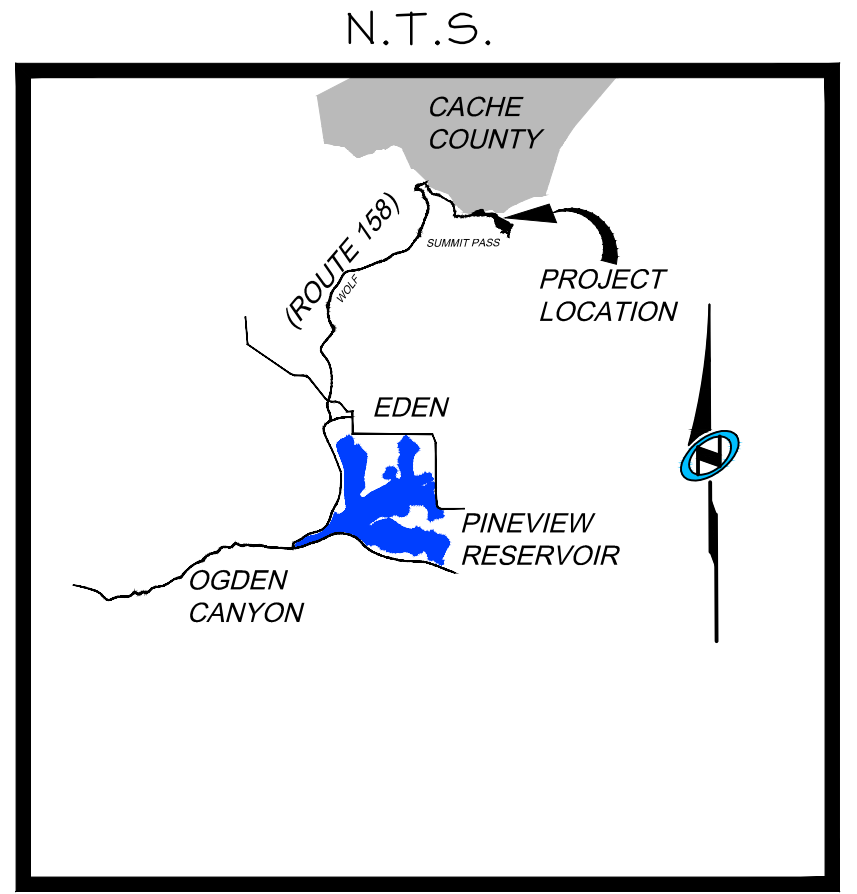 N.T.S.
CACHE
COUNTY
(ROUTE 158)
SUMMIT PASS
WOLF
PROJECT
LOCATION
EDEN
N
PINEVIEW
RESERVOIR
OGDEN
CANYON